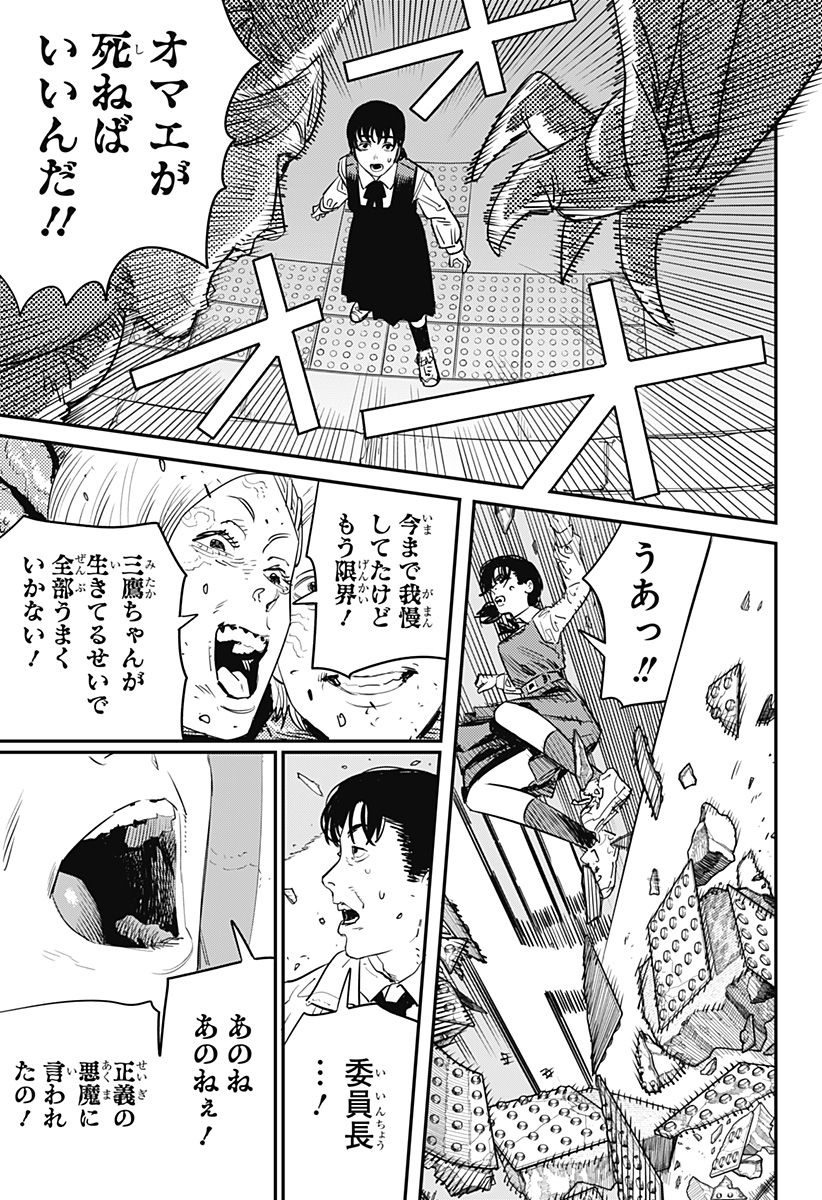 オマエが
死ねば
いいんだ!!
オ
オ
オ
うあっ!!
今まで我慢
してたけど
もう限界!
三鷹ちゃんが
生きてるせいで
全部うまく
いかない!
委員長
…!
あのね
あのねぇ!
正義の
悪魔に
言われ
たの!